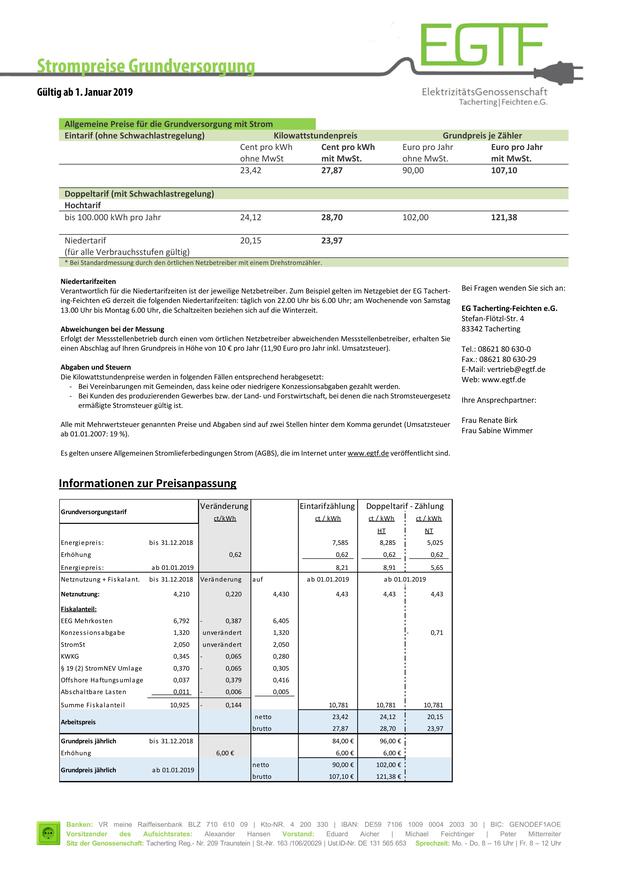 EGTF
Strompreise Grundversorgung
Gültig ab 1. Januar 2019
ElektrizitätsGenossenschaft
Tacherting|Feichten e.G.
Allgemeine Preise für die Grundversorgung mit Strom
Eintarif (ohne Schwachlastregelung) Kilowattstundenpreis Grundpreis je Zähler
Cent pro kWh Cent pro kWh Euro pro Jahr Euro pro Jahr
ohne MwSt mit MwSt. ohne MwSt. mit MwSt.
23,42 27,87 90,00 107,10
Doppeltarif (mit Schwachlastregelung)
Hochtarif
bis 100.000 kWh pro Jahr 24,12 28,70 102,00 121,38
Niedertarif 20,15 23,97
(für alle Verbrauchsstufen gültig)
* Bei Standardmessung durch den örtlichen Netzbetreiber mit einem Drehstromzähler.
Niedertarifzeiten
Verantwortlich für die Niedertarifzeiten ist der jeweilige Netzbetreiber. Zum Beispiel gelten im Netzgebiet der EG Tachert-
ing-Feichten eG derzeit die folgenden Niedertarifzeiten: täglich von 22.00 Uhr bis 6.00 Uhr; am Wochenende von Samstag
13.00 Uhr bis Montag 6.00 Uhr, die Schaltzeiten beziehen sich auf die Winterzeit.
Abweichungen bei der Messung
Erfolgt der Messstellenbetrieb durch einen vom örtlichen Netzbetreiber abweichenden Messstellenbetreiber, erhalten Sie
einen Abschlag auf Ihren Grundpreis in Höhe von 10 € pro Jahr (11,90 Euro pro Jahr inkl. Umsatzsteuer).
Abgaben und Steuern
Die Kilowattstundenpreise werden in folgenden Fällen entsprechend herabgesetzt:
- Bei Vereinbarungen mit Gemeinden, dass keine oder niedrigere Konzessionsabgaben gezahlt werden.
- Bei Kunden des produzierenden Gewerbes bzw. der Land- und Forstwirtschaft, bei denen die nach Stromsteuergesetz
ermäßigte Stromsteuer gültig ist.
Alle mit Mehrwertsteuer genannten Preise und Abgaben sind auf zwei Stellen hinter dem Komma gerundet (Umsatzsteuer
ab 01.01.2007: 19 %).
Es gelten unsere Allgemeinen Stromlieferbedingungen Strom (AGBS), die im Internet unter www.egtf.de veröffentlicht sind.
Bei Fragen wenden Sie sich an:
EG Tacherting-Feichten e.G.
Stefan-Flötzl-Str. 4
83342 Tacherting
Tel.: 08621 80 630-0
Fax.: 08621 80 630-29
E-Mail: vertrieb@egtf.de
Web: www.egtf.de
Ihre Ansprechpartner:
Frau Renate Birk
Frau Sabine Wimmer
Informationen zur Preisanpassung
Grundversorgungstarif Veränderung Eintarifzählung Doppeltarif - Zählung
ct/kWh ct / kWh ct / kWh ct / kWh
HT NT
Energiepreis: bis 31.12.2018 7,585 8,285 5,025
Erhöhung 0,62 0,62 0,62 0,62
Energiepreis: ab 01.01.2019 8,21 8,91 5,65
Netznutzung + Fiskalant. bis 31.12.2018 Veränderung auf ab 01.01.2019 ab 01.01.2019
Netznutzung: 4,210 0,220 4,430 4,43 4,43 4,43
Fiskalanteil:
EEG Mehrkosten 6,792 - 0,387 6,405
Konzessionsabgabe 1,320 unverändert 1,320 - 0,71
StromSt 2,050 unverändert 2,050
KWKG 0,345 - 0,065 0,280
§ 19 (2) StromNEV Umlage 0,370 - 0,065 0,305
Offshore Haftungsumlage 0,037 0,379 0,416
Abschaltbare Lasten 0,011 - 0,006 0,005
Summe Fiskalanteil 10,925 - 0,144 10,781 10,781 10,781
Arbeitspreis netto 23,42 24,12 20,15
brutto 27,87 28,70 23,97
Grundpreis jährlich bis 31.12.2018 84,00 € 96,00 €
Erhöhung 6,00 € 6,00 € 6,00 €
Grundpreis jährlich ab 01.01.2019 netto 90,00 € 102,00 €
brutto 107,10 € 121,38 €
Banken: VR meine Raiffeisenbank BLZ 710 610 09 | Kto-NR. 4 200 330 | IBAN: DE59 7106 1009 0004 2003 30 | BIC: GENODEF1AOE
Vorsitzender des Aufsichtsrates: Alexander Hansen Vorstand: Eduard Aicher | Michael Feichtinger | Peter Mitterreiter
Sitz der Genossenschaft: Tacherting Reg.- Nr. 209 Traunstein | St.-Nr. 163 /106/20029 | Ust.ID-Nr. DE 131 565 653 Sprechzeit: Mo. - Do. 8 – 16 Uhr | Fr. 8 – 12 Uhr